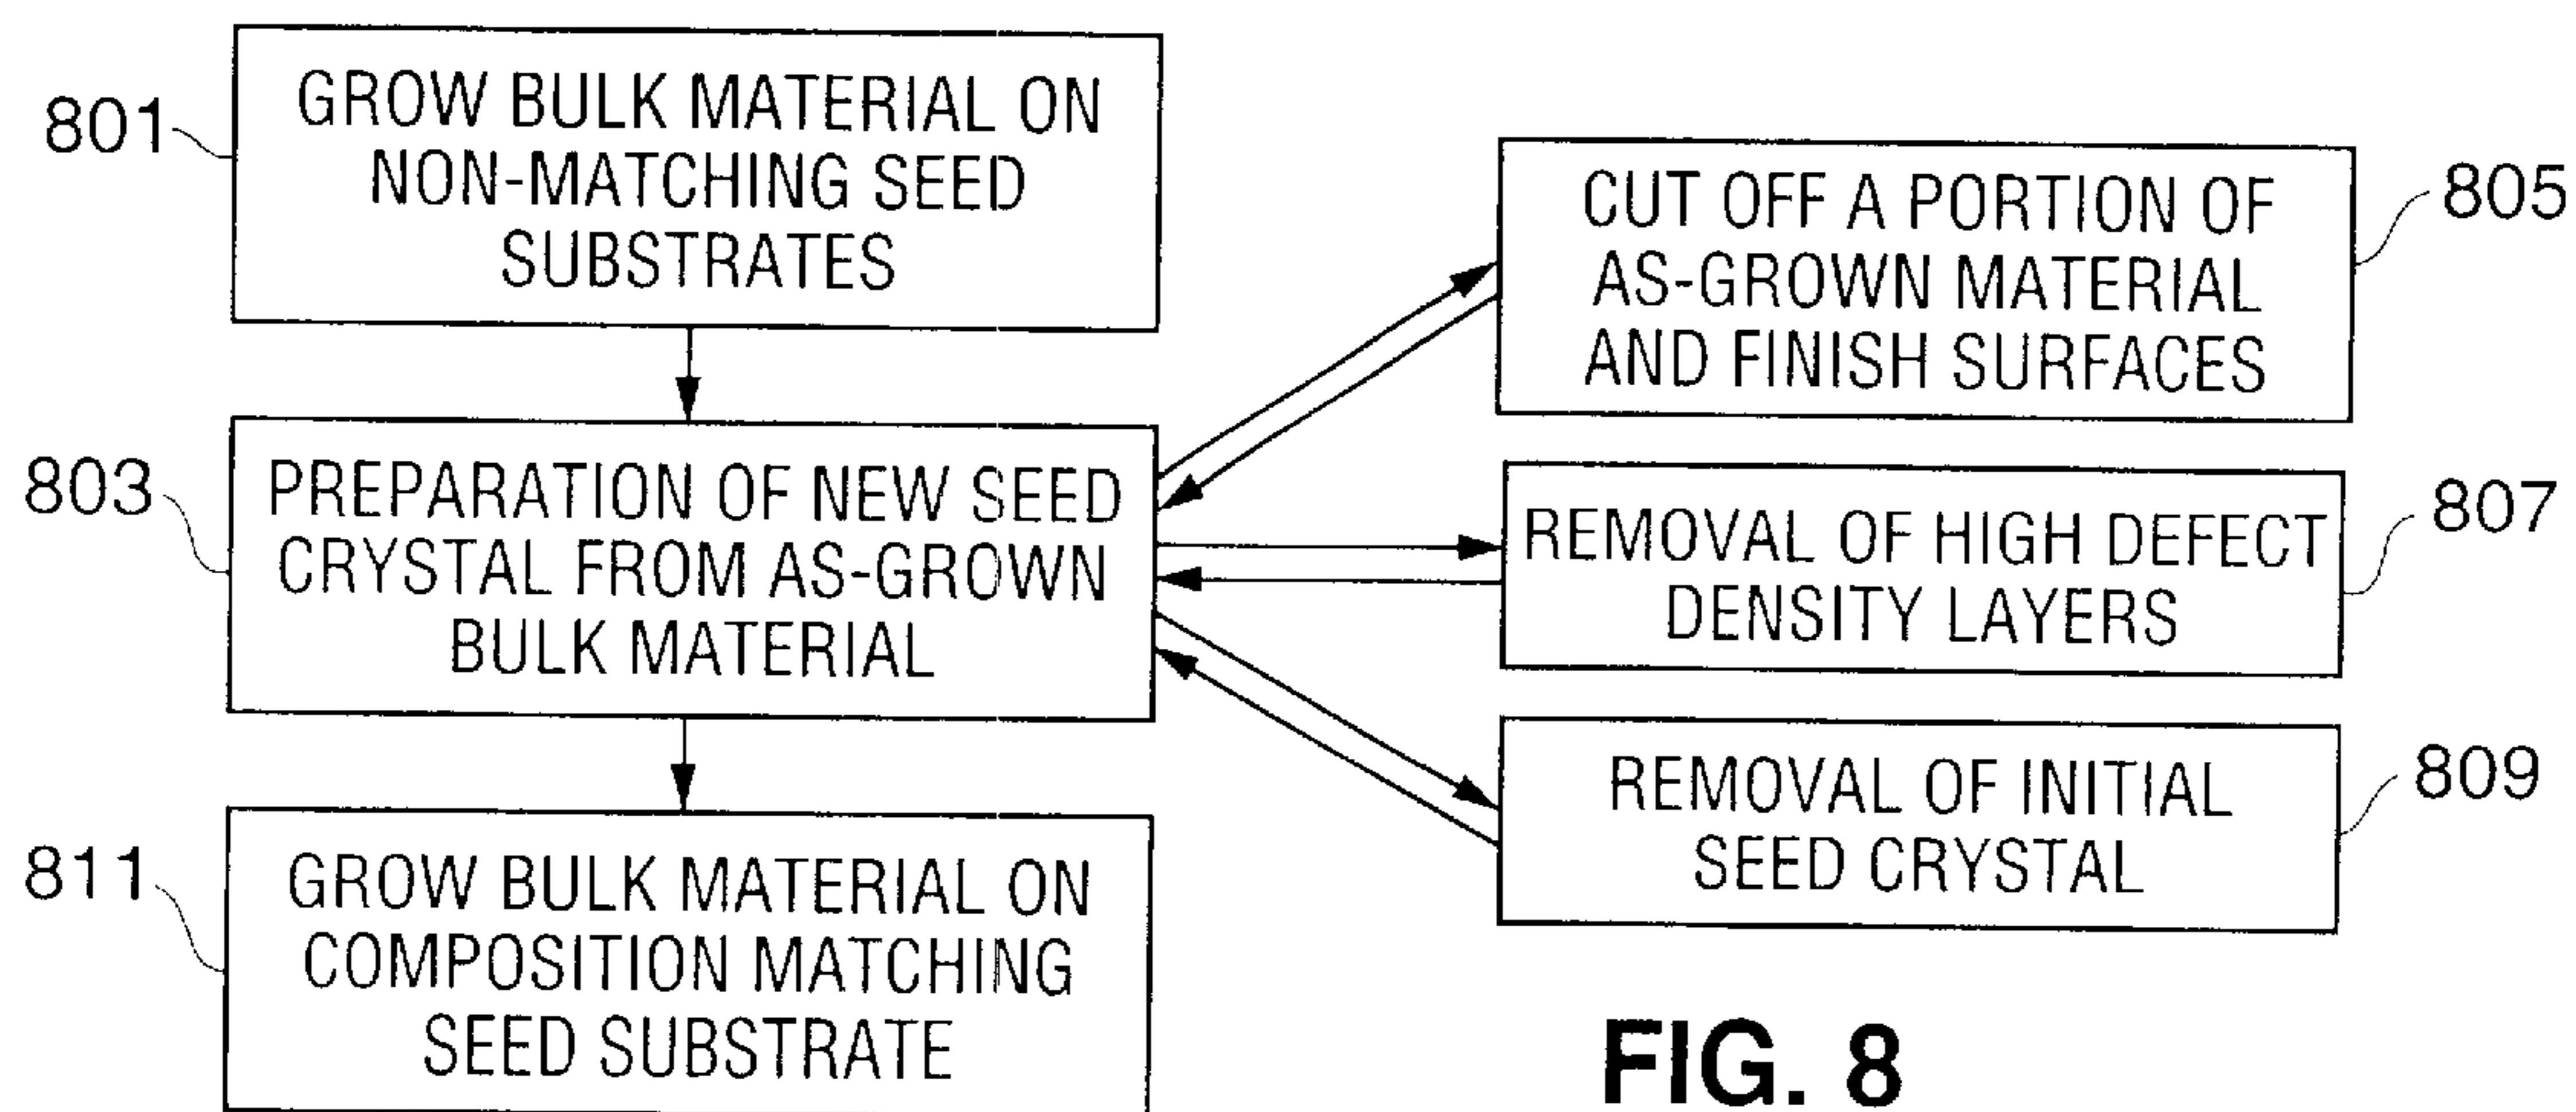 801
GROW BULK MATERIAL ON
NON-MATCHING SEED
SUBSTRATES
803
PREPARATION OF NEW SEED
CRYSTAL FROM AS-GROWN
BULK MATERIAL
811
GROW BULK MATERIAL ON
COMPOSITION MATCHING
SEED SUBSTRATE
CUT OFF A PORTION OF
AS-GROWN MATERIAL
AND FINISH SURFACES
805
REMOVAL OF HIGH DEFECT
DENSITY LAYERS
807
REMOVAL OF INITIAL
SEED CRYSTAL
809
FIG. 8